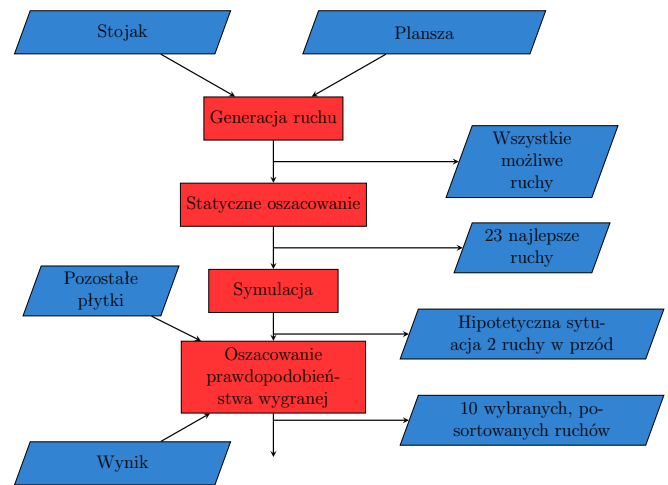 Stojak
Plansza
Generacja ruchu
Wszystkie
możliwe
ruchy
Statyczne oszacowanie
23 najlepsze
ruchy
Pozostałe
płytki
Symulacja
Hipotetyczna sytu-
acja 2 ruchy w przód
Oszacowanie
prawdopodobień-
stwa wygranej
10 wybranych, po-
sortowanych ruchów
Wynik